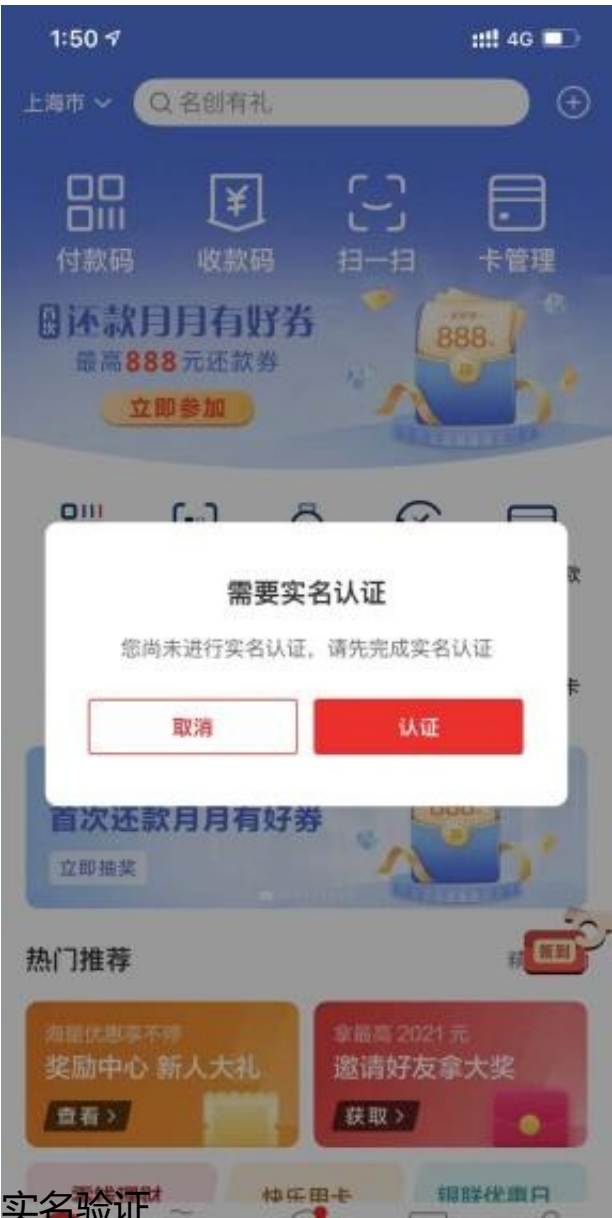 1:50
4G
上海市
名创有礼
付款码 收款码 扫一扫 卡管理
首次还款月月有好券
最高888元还款券
立即参加
888
需要实名认证
您尚未进行实名认证，请先完成实名认证
取消 认证
首次还款月月有好券
立即抽奖
热门推荐
签到
海量优惠享不停 拿最高 2021 元
奖励中心 新人大礼 邀请好友拿大奖
查看 > 获取 >
快乐用卡 银联优惠日
实名验证